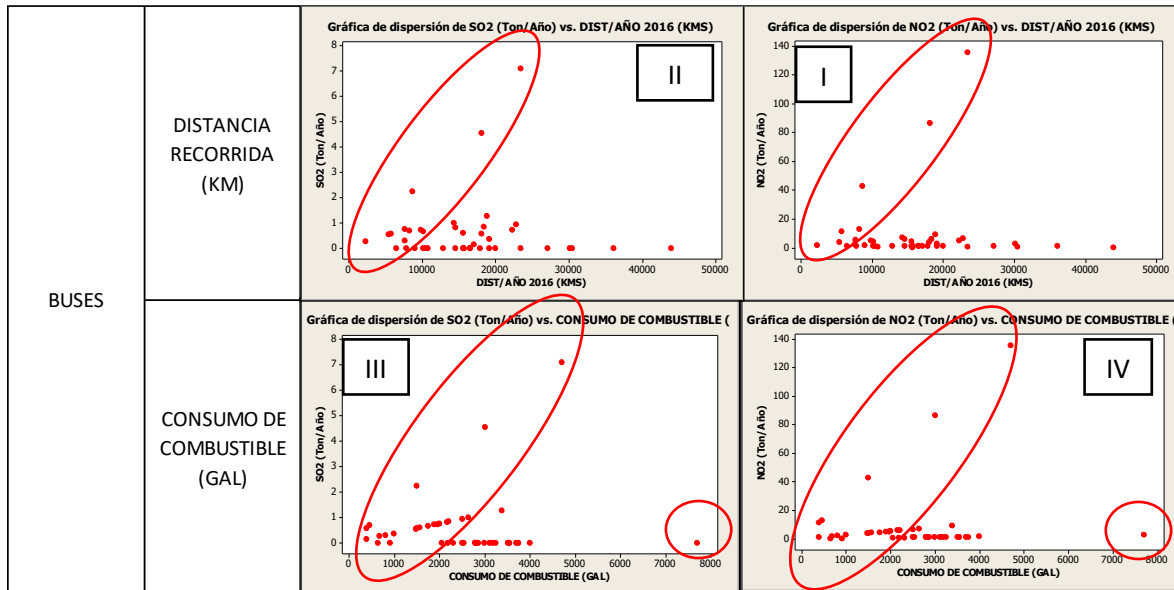 BUSES
DISTANCIA
RECORRIDA
(KM)
Gráfica de dispersión de SO2 (Ton/Año) vs. DIST/AÑO 2016 (KMS)
II
SO2 (Ton/Año)
8
7
6
5
4
3
2
1
0
0 10000 20000 30000 40000 50000
DIST/AÑO 2016 (KMS)
Gráfica de dispersión de NO2 (Ton/Año) vs. DIST/AÑO 2016 (KMS)
I
NO2 (Ton/Año)
140
120
100
80
60
40
20
0
0 10000 20000 30000 40000 50000
DIST/AÑO 2016 (KMS)
CONSUMO DE
COMBUSTIBLE
(GAL)
Gráfica de dispersión de SO2 (Ton/Año) vs. CONSUMO DE COMBUSTIBLE (
III
SO2 (Ton/Año)
8
7
6
5
4
3
2
1
0
0 1000 2000 3000 4000 5000 6000 7000 8000
CONSUMO DE COMBUSTIBLE (GAL)
Gráfica de dispersión de NO2 (Ton/Año) vs. CONSUMO DE COMBUSTIBLE (
IV
NO2 (Ton/Año)
140
120
100
80
60
40
20
0
0 1000 2000 3000 4000 5000 6000 7000 8000
CONSUMO DE COMBUSTIBLE (GAL)